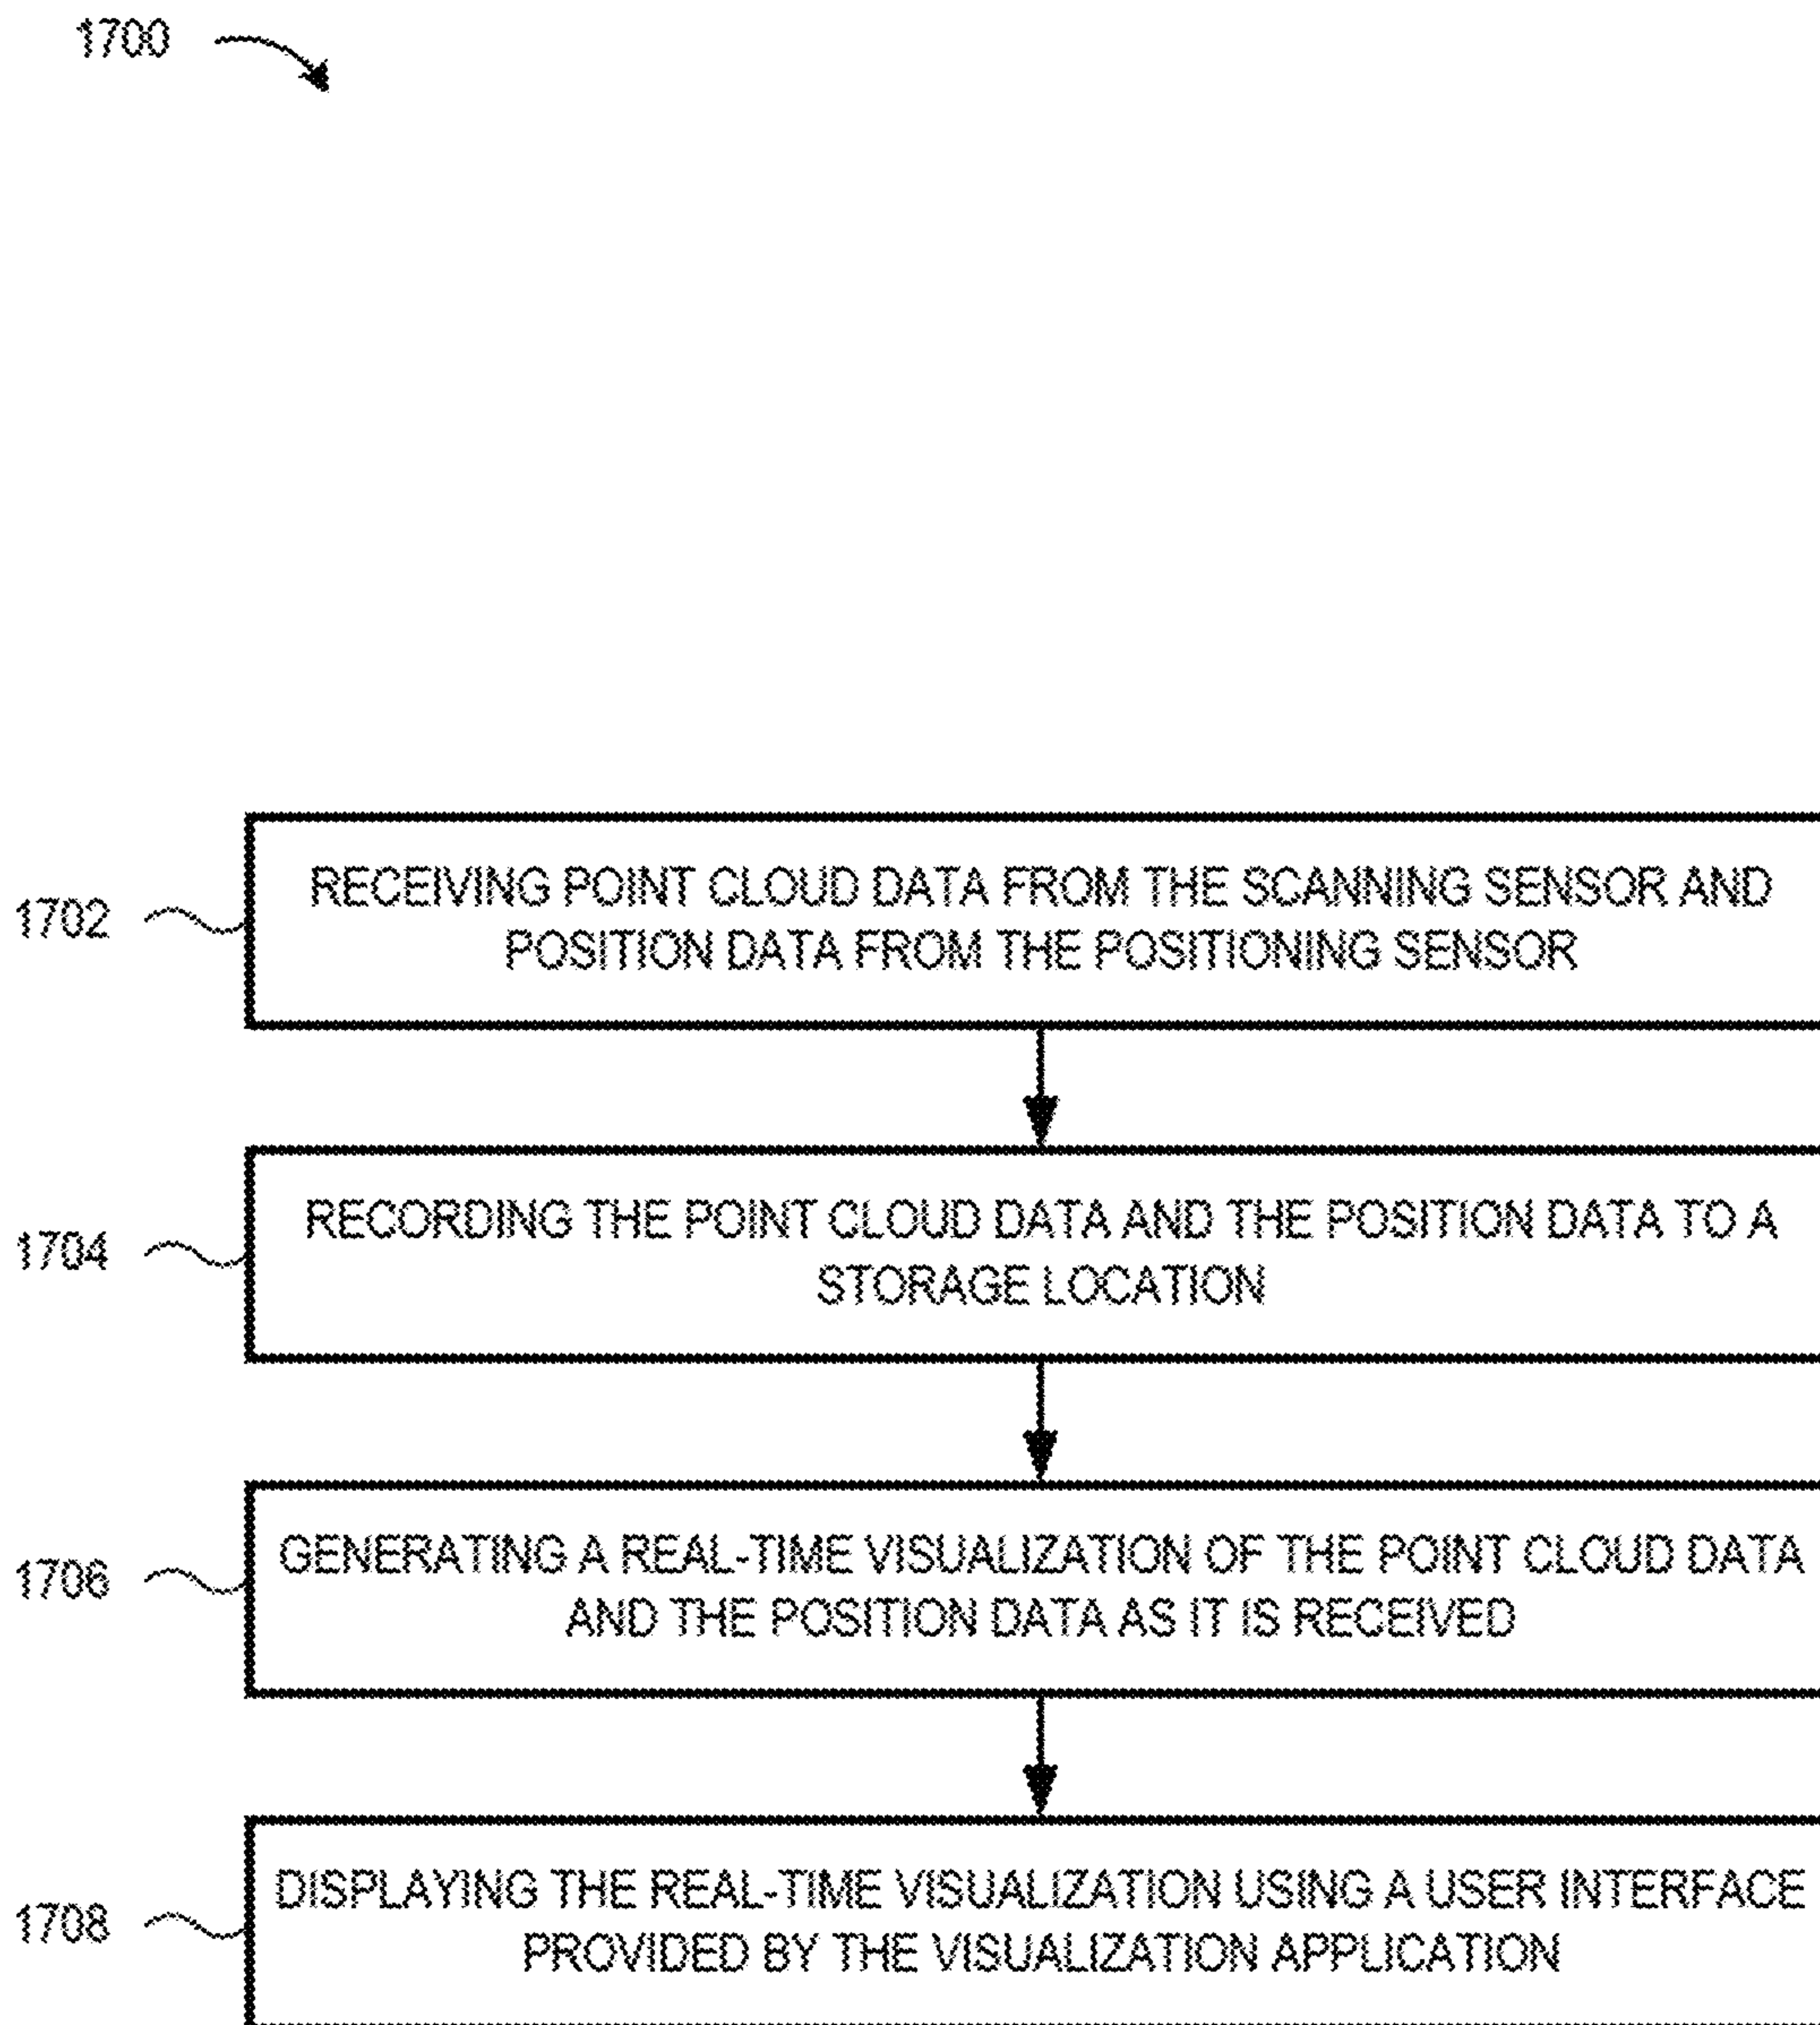 1700
1702
RECEIVING POINT CLOUD DATA FROM THE SCANNING SENSOR AND
POSITION DATA FROM THE POSITIONING SENSOR
1704
RECORDING THE POINT CLOUD DATA AND THE POSITION DATA TO A
STORAGE LOCATION
1706
GENERATING A REAL-TIME VISUALIZATION OF THE POINT CLOUD DATA
AND THE POSITION DATA AS IT IS RECEIVED
1708
DISPLAYING THE REAL-TIME VISUALIZATION USING A USER INTERFACE
PROVIDED BY THE VISUALIZATION APPLICATION